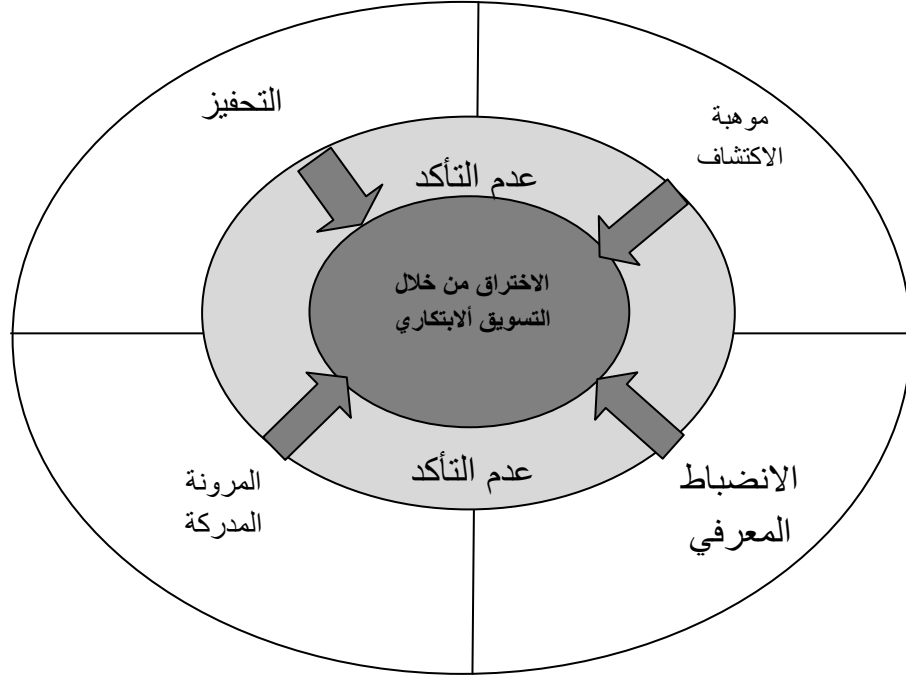 موهبة
الاكتشاف
التحفيز
عدم التأكد
الاختراق من خلال
التسويق ألابتكاري
عدم التأكد
الانضباط
المعرفي
المرونة
المدركة